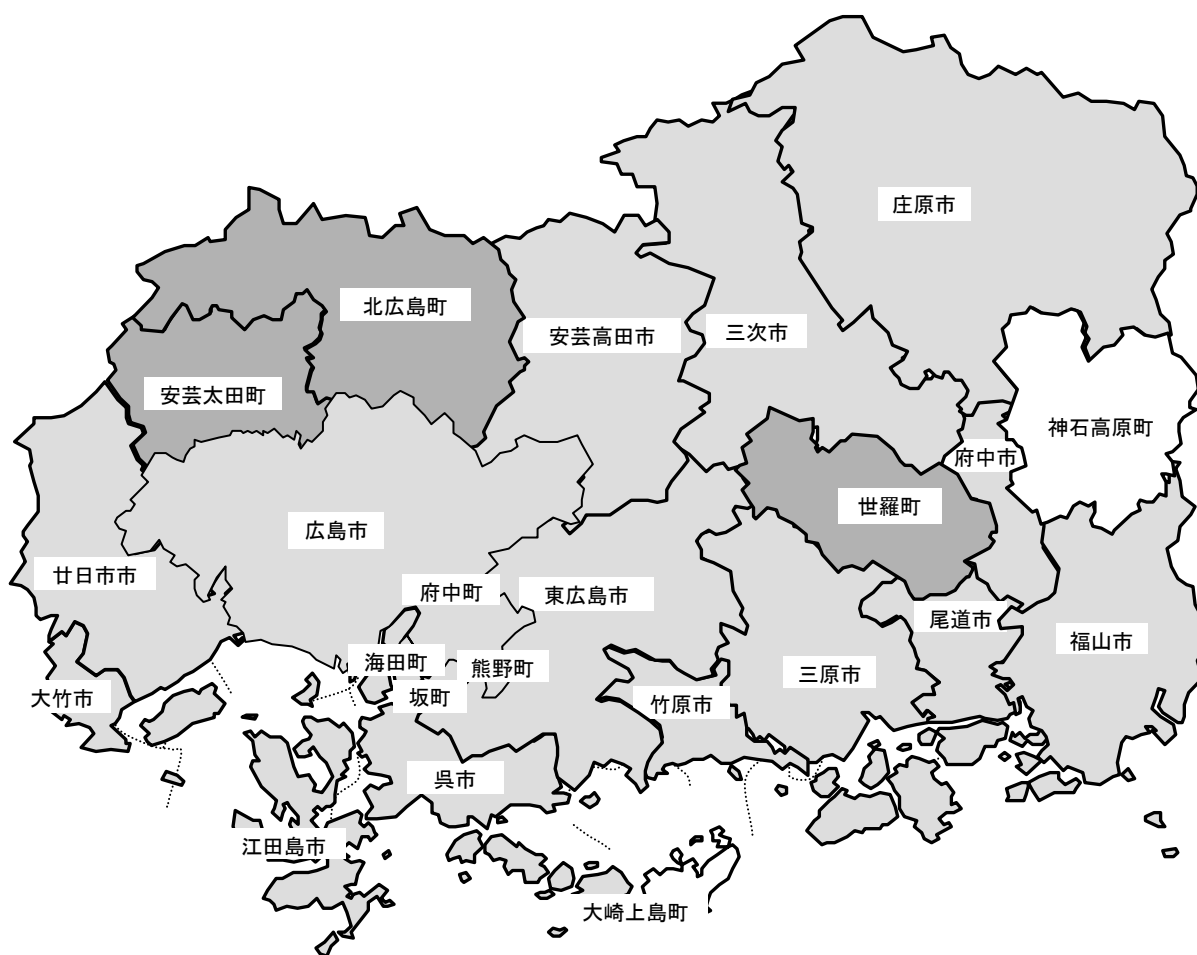 庄原市
北広島町
三次市
安芸高田市
安芸太田町
神石高原町
府中市
世羅町
広島市
廿日市市
府中町
東広島市
尾道市
福山市
海田町
熊野町
三原市
大竹市
坂町
竹原市
呉市
江田島市
大崎上島町